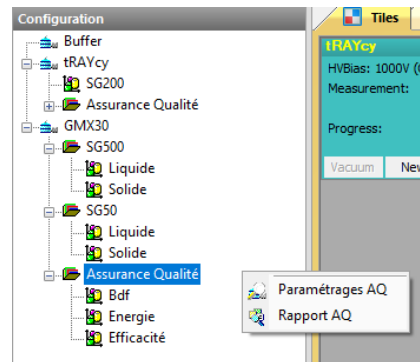 Configuration
Buffer
tRAYcy
SG200
Assurance Qualité
GMX30
SG500
Liquide
Solide
SG50
Liquide
Solide
Assurance Qualité
Bdf
Energie
Efficacité
Tiles
tRAYcy
HVBias: 1000V (
Measurement:
Progress:
Vacuum
New
Paramétrages AQ
Rapport AQ